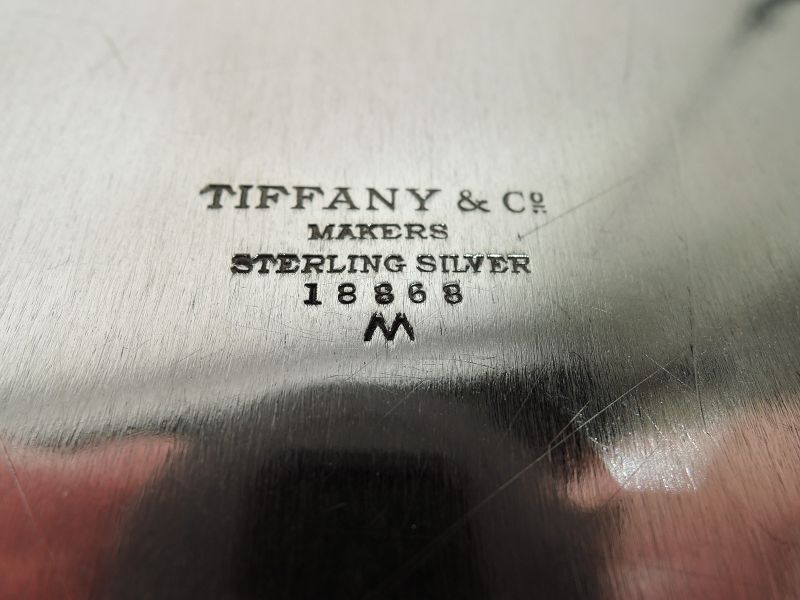 TIFFANY & Co.
MAKERS
STERLING SILVER
18868
M